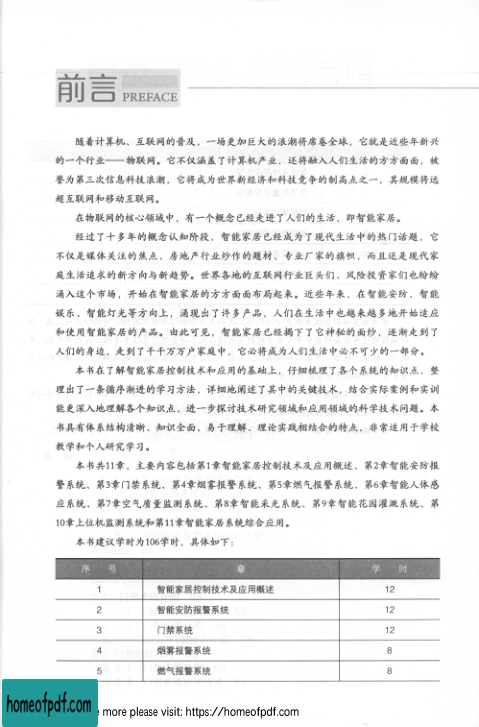 前言 PREFACE
随着计算机、互联网的普及，一场更加巨大的浪潮将席卷全球，它就是近些年新兴
的一个行业——物联网。它不仅涵盖了计算机产业，还将融入人们生活的方方面面，被
誉为第三次信息科技浪潮，它将成为世界新经济和科技竞争的制高点之一，其规模将远
超互联网和移动互联网。
在物联网的核心领域中，有一个概念已经走进了人们的生活，即智能家居。
经过了十多年的概念认知阶段，智能家居已经成为了现代生活中的热门话题，它
不仅是媒体关注的焦点、房地产行业炒作的题材、专业厂家的旗帜，而且还是现代家
庭生活追求的新方向与新趋势。世界各地的互联网行业巨头们，风险投资家们也纷纷
涌入这个市场，开始在智能家居的方方面面布局起来。近些年来，在智能安防、智能
娱乐、智能灯光等方向上，涌现出了许多产品，人们在生活中也越来越多地开始适应
和使用智能家居的产品。由此可见，智能家居已经揭下了它神秘的面纱，逐渐走到了
人们的身边，走到了千千万万户家庭中，它必将成为人们生活中必不可少的一部分。
本书在了解智能家居控制技术和应用的基础上，仔细梳理了各个系统的知识点，整
理出了一条循序渐进的学习方法，详细地阐述了其中的关键技术，结合实际案例和实训
能更深入地理解各个知识点、进一步探讨技术研究领域和应用领域的科学技术问题。本
书具有体系结构清晰、知识全面、易于理解、理论实践相结合的特点，非常适用于学校
教学和个人研究学习。
本书共11章，主要内容包括第1章智能家居控制技术及应用概述、第2章智能安防报
警系统、第3章门禁系统、第4章烟雾报警系统、第5章燃气报警系统、第6章智能人体感
应系统、第7章空气质量监测系统、第8章智能采光系统、第9章智能花园灌溉系统、第
10章上位机监测系统和第11章智能家居系统综合应用。
本书建议学时为106学时，具体如下：
序 号 章 学 时
1 智能家居控制技术及应用概述 12
2 智能安防报警系统 12
3 门禁系统 12
4 烟雾报警系统 8
5 燃气报警系统 8
homeofpdf.com
e more please visit: https://homeofpdf.com